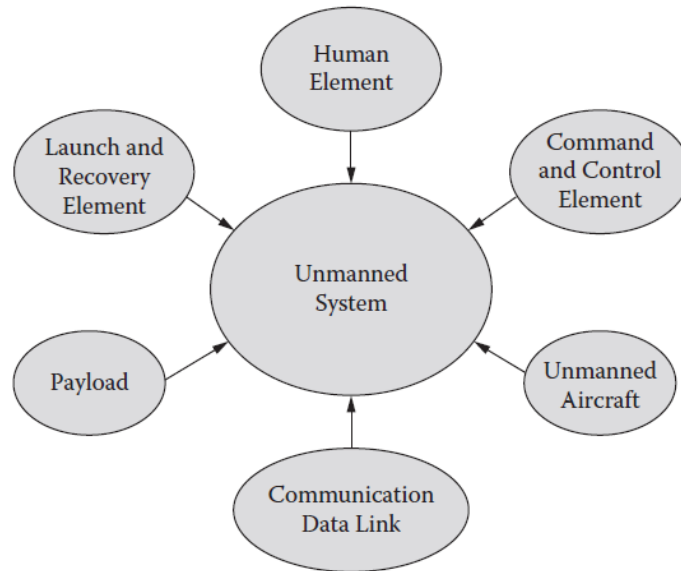 Human
Element
Launch and
Recovery
Element
Command
and Control
Element
Unmanned
System
Payload
Unmanned
Aircraft
Communication
Data Link